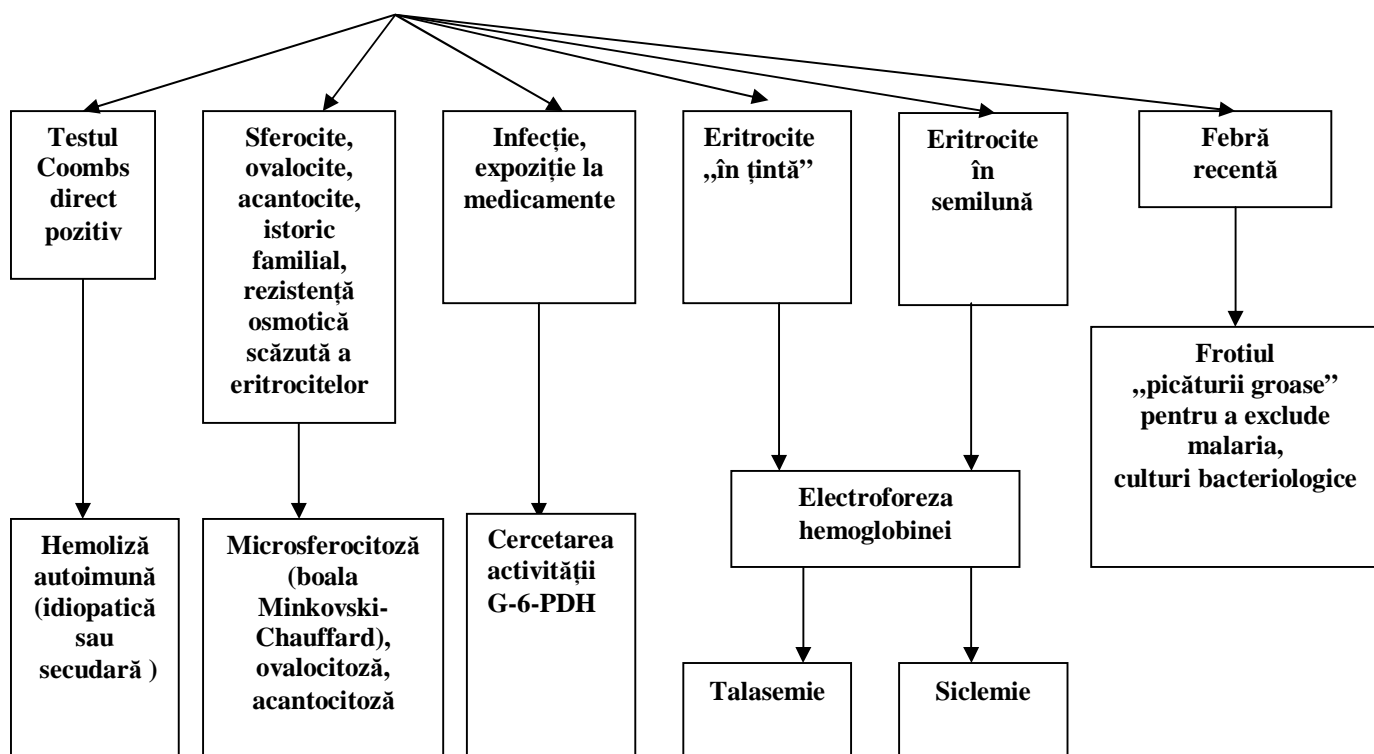 Testul
Coombs
direct
pozitiv
Sferocite,
ovalocite,
acantocite,
istoric
familial,
rezistență
osmotică
scăzută a
eritrocitelor
Infecție,
expoziție la
medicamente
Eritrocite
,,în țintă”
Eritrocite
în
semilună
Febră
recentă
Frotiul
,,picăturii groase”
pentru a exclude
malaria,
culturi bacteriologice
Electroforeza
hemoglobinei
Hemoliză
autoimună
(idiopatică
sau
secudară )
Microsferocitoză
(boala
Minkovski-
Chauffard),
ovalocitoză,
acantocitoză
Cercetarea
activității
G-6-PDH
Talasemie
Siclemie